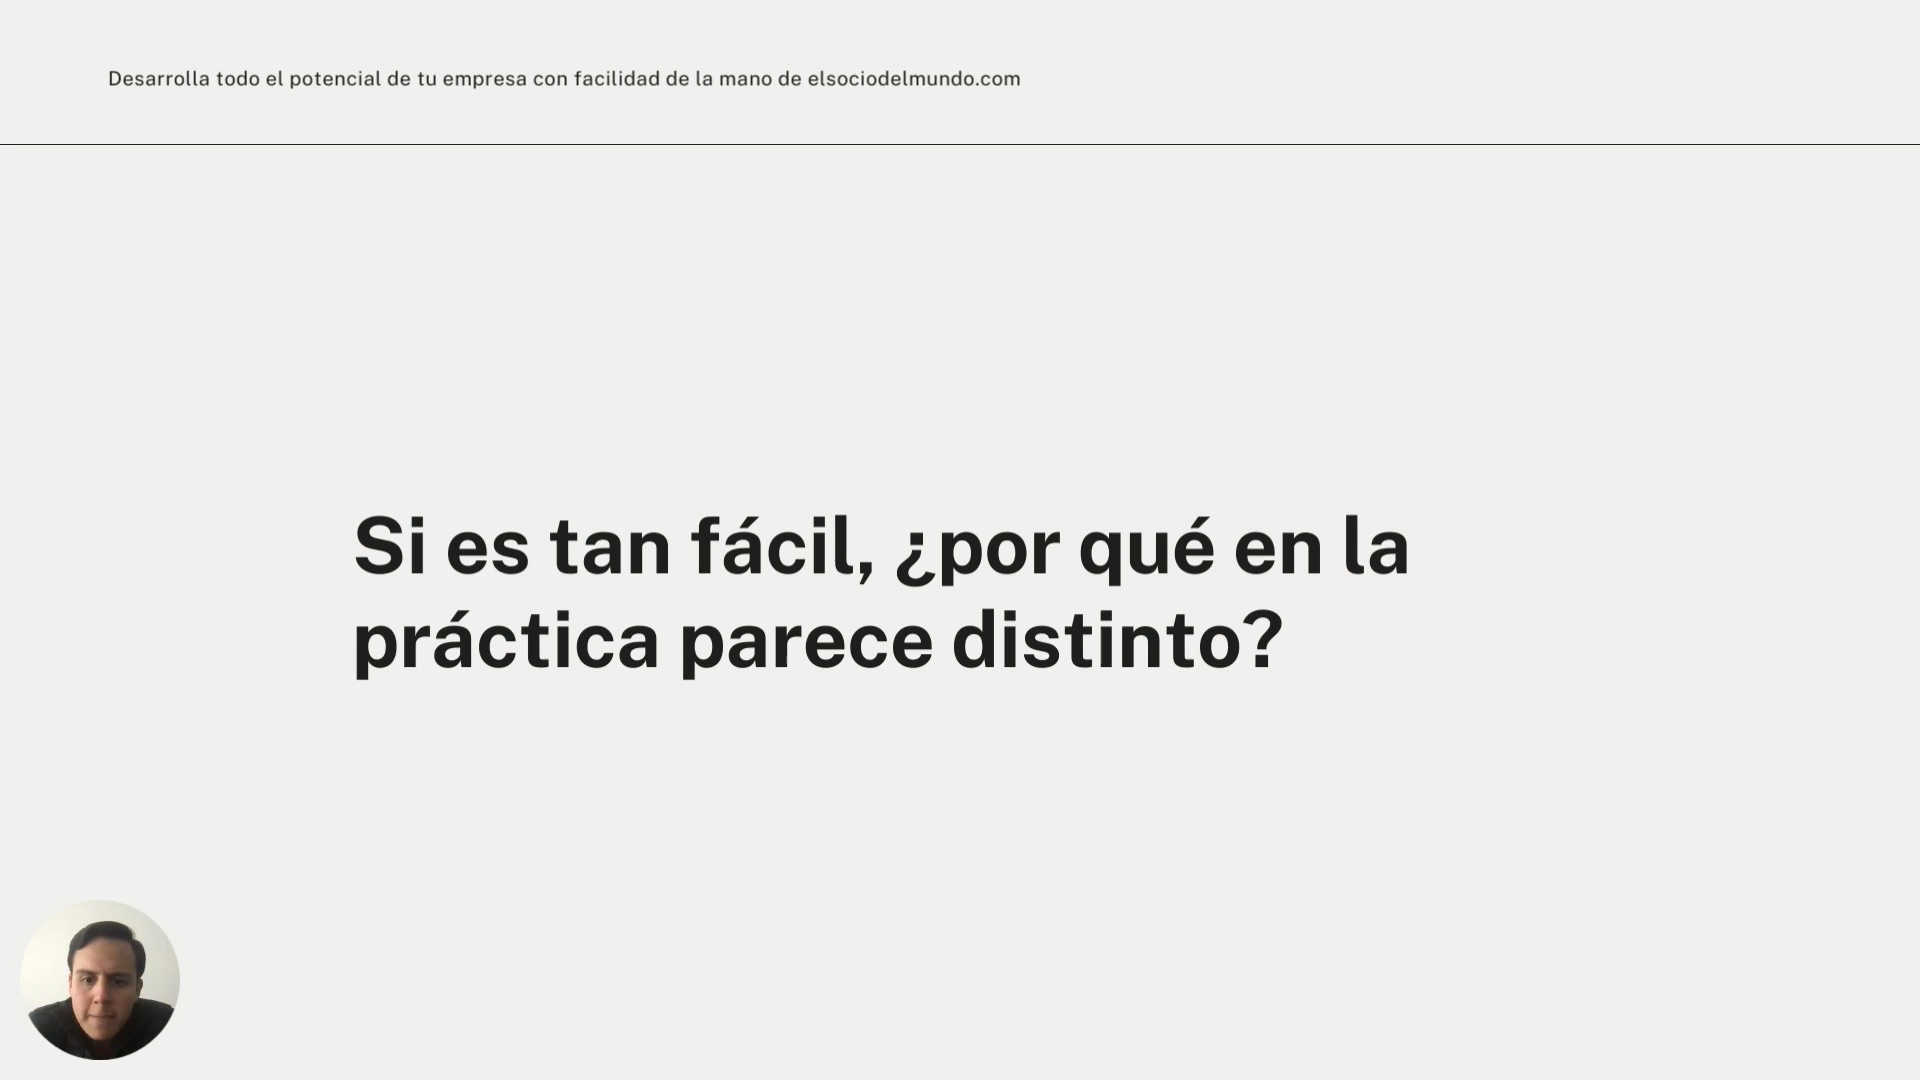 Desarrolla todo el potencial de tu empresa con facilidad de la mano de elsociodelmundo.com
Si es tan fácil, ¿por qué en la
práctica parece distinto?